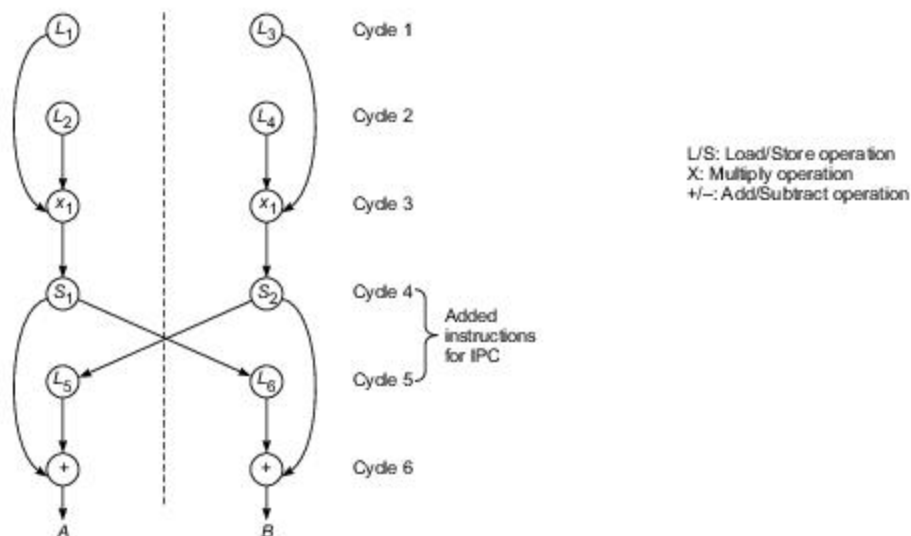 L1 L3 Cycle 1
L2 L4 Cycle 2
x1 x1 Cycle 3
S1 S2 Cycle 4
Added
instructions
for IPC
L5 L6 Cycle 5
+ + Cycle 6
A B
L/S: Load/Store operation
X: Multiply operation
+/–: Add/Subtract operation